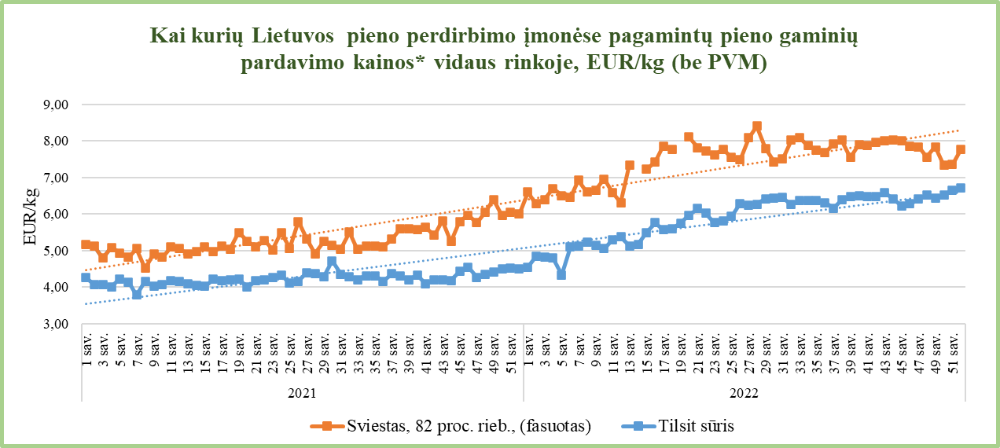 Kai kurių Lietuvos pieno perdirbimo įmonėse pagamintų pieno gaminių
pardavimo kainos* vidaus rinkoje, EUR/kg (be PVM)
EUR/kg
9,00
8,00
7,00
6,00
5,00
4,00
3,00
1 sav.
3 sav.
5 sav.
7 sav.
9 sav.
11 sav.
13 sav.
15 sav.
17 sav.
19 sav.
21 sav.
23 sav.
25 sav.
27 sav.
29 sav.
31 sav.
33 sav.
35 sav.
37 sav.
39 sav.
41 sav.
43 sav.
45 sav.
47 sav.
49 sav.
51 sav.
1 sav.
3 sav.
5 sav.
7 sav.
9 sav.
11 sav.
13 sav.
15 sav.
17 sav.
19 sav.
21 sav.
23 sav.
25 sav.
27 sav.
29 sav.
31 sav.
33 sav.
35 sav.
37 sav.
39 sav.
41 sav.
43 sav.
45 sav.
47 sav.
49 sav.
51 sav.
2021
2022
Sviestas, 82 proc. rieb., (fasuotas)
Tilsit sūris